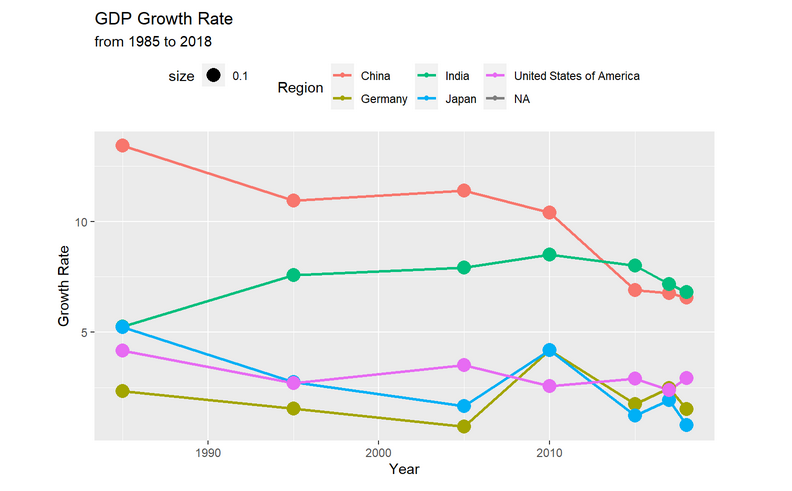 GDP Growth Rate
from 1985 to 2018
size 0.1
Region China India United States of America
Germany Japan NA
10
5
Growth Rate
1990 2000 2010
Year